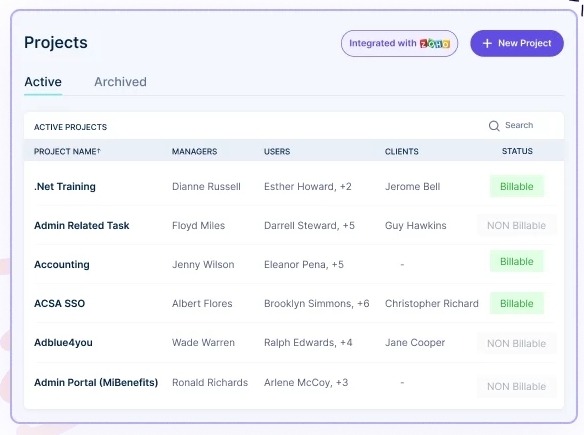 Projects
Integrated with ZOHO
+ New Project
Active
Archived
ACTIVE PROJECTS
Search
PROJECT NAME↑ MANAGERS USERS CLIENTS STATUS
.Net Training Dianne Russell Esther Howard, +2 Jerome Bell Billable
Admin Related Task Floyd Miles Darrell Steward, +5 Guy Hawkins NON Billable
Accounting Jenny Wilson Eleanor Pena, +5 - Billable
ACSA SSO Albert Flores Brooklyn Simmons, +6 Christopher Richard Billable
Adblue4you Wade Warren Ralph Edwards, +4 Jane Cooper NON Billable
Admin Portal (MiBenefits) Ronald Richards Arlene McCoy, +3 - NON Billable